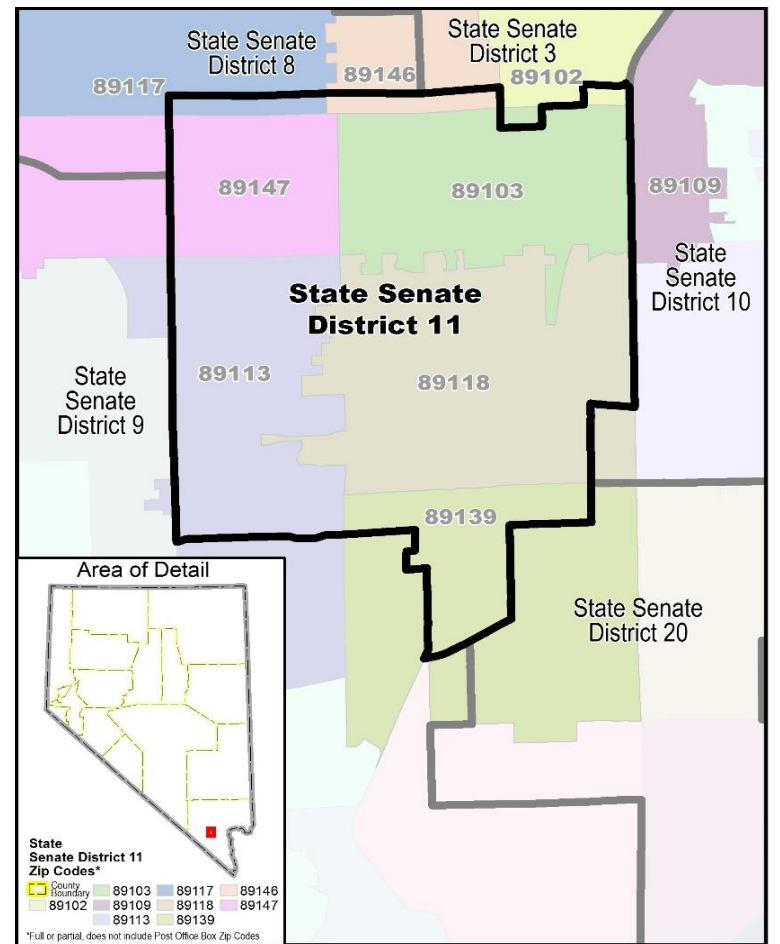 State Senate
District 8
State Senate
District 3
89117
89146
89102
89147
89103
89109
State
Senate
District 10
State Senate
District 11
89113
89118
State
Senate
District 9
89139
State Senate
District 20
Area of Detail
State
Senate District 11
Zip Codes*
County
Boundary
89103
89117
89146
89102
89109
89118
89147
89113
89139
*Full or partial, does not include Post Office Box Zip Codes